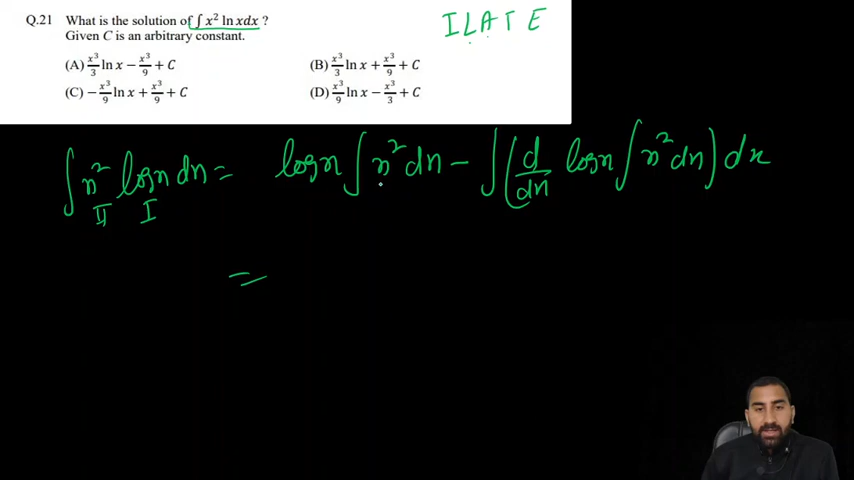 Q.21 What is the solution of ∫ x² ln x dx ?
Given C is an arbitrary constant.
(A) x³/3 ln x − x³/9 + C (B) x³/3 ln x + x³/9 + C
(C) − x³/9 ln x + x³/9 + C (D) x³/9 ln x − x³/3 + C
I L A T E
∫ x² log x dx = log x ∫ x² dx − ∫ ( d/dx log x ∫ x² dx ) dx
II I
=